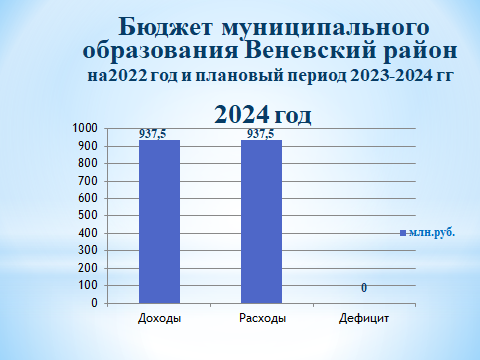 Бюджет муниципального
образования Веневский район
на2022 год и плановый период 2023-2024 гг
2024 год
1000
900
800
700
600
500
400
300
200
100
0
937,5
937,5
0
Доходы
Расходы
Дефицит
млн.руб.